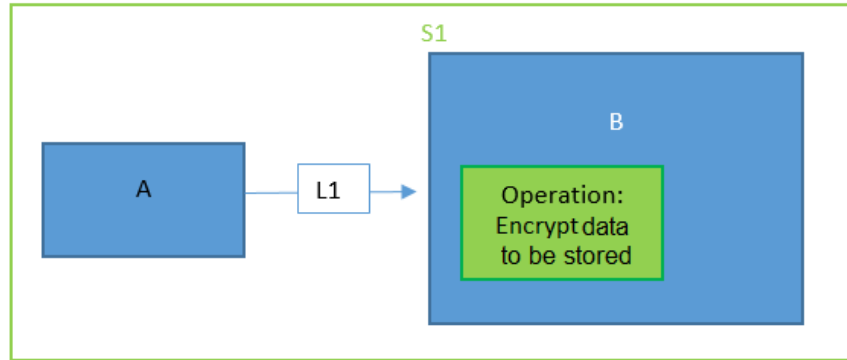 S1
B
A
L1
Operation:
Encrypt data
to be stored